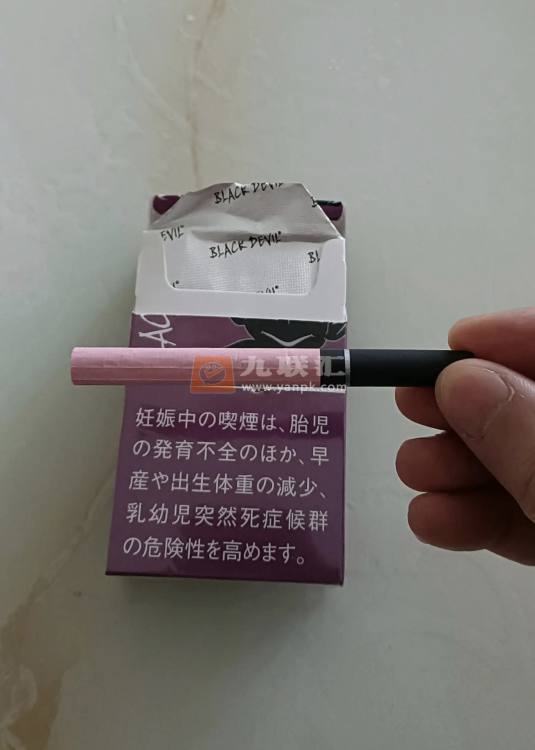 BLACK DEVIL
EVIL
BLACK DEVIL
BL
九联汇
www.yanpk.com
妊娠中の喫煙は、胎児
の発育不全のほか、早
産や出生体重の減少、
乳幼児突然死症候群
の危険性を高めます。